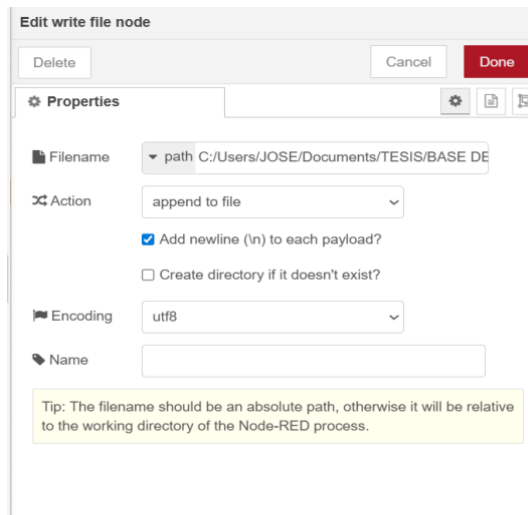 Edit write file node
Delete Cancel Done
Properties
Filename path C:/Users/JOSE/Documents/TESIS/BASE DE
Action append to file
Add newline (\n) to each payload?
Create directory if it doesn't exist?
Encoding utf8
Name
Tip: The filename should be an absolute path, otherwise it will be relative
to the working directory of the Node-RED process.